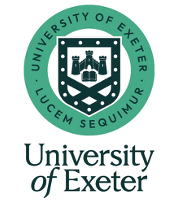 UNIVERSITY OF EXETER
LUCEM SEQUIMUR
University
of Exeter